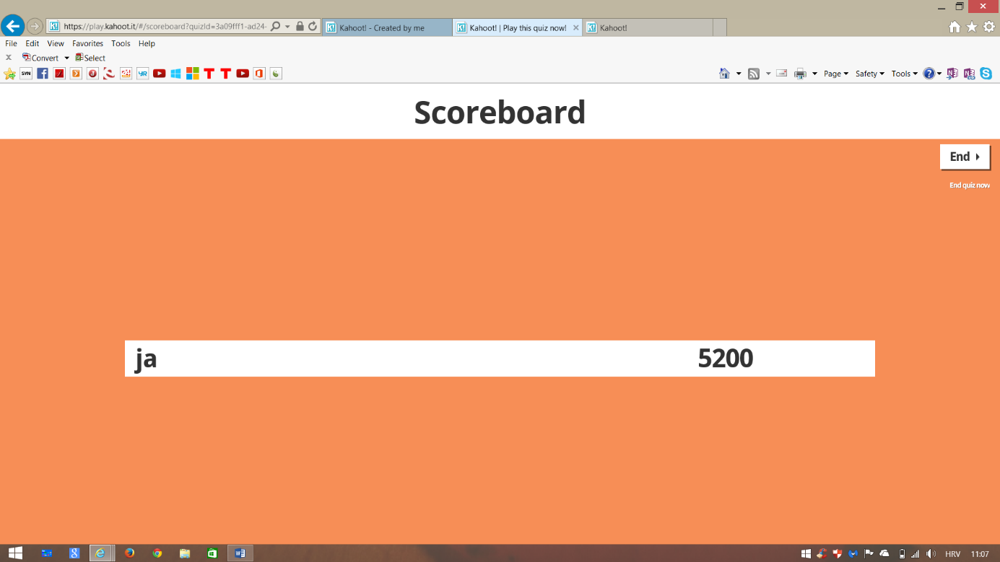 https://play.kahoot.it/#/scoreboard?quizId=3a09fff1-ad24-
Kahoot! - Created by me
Kahoot! | Play this quiz now!
Kahoot!
File Edit View Favorites Tools Help
x Convert Select
SYN
Page Safety Tools
Scoreboard
End
End quiz now
ja 5200
HRV 11:07